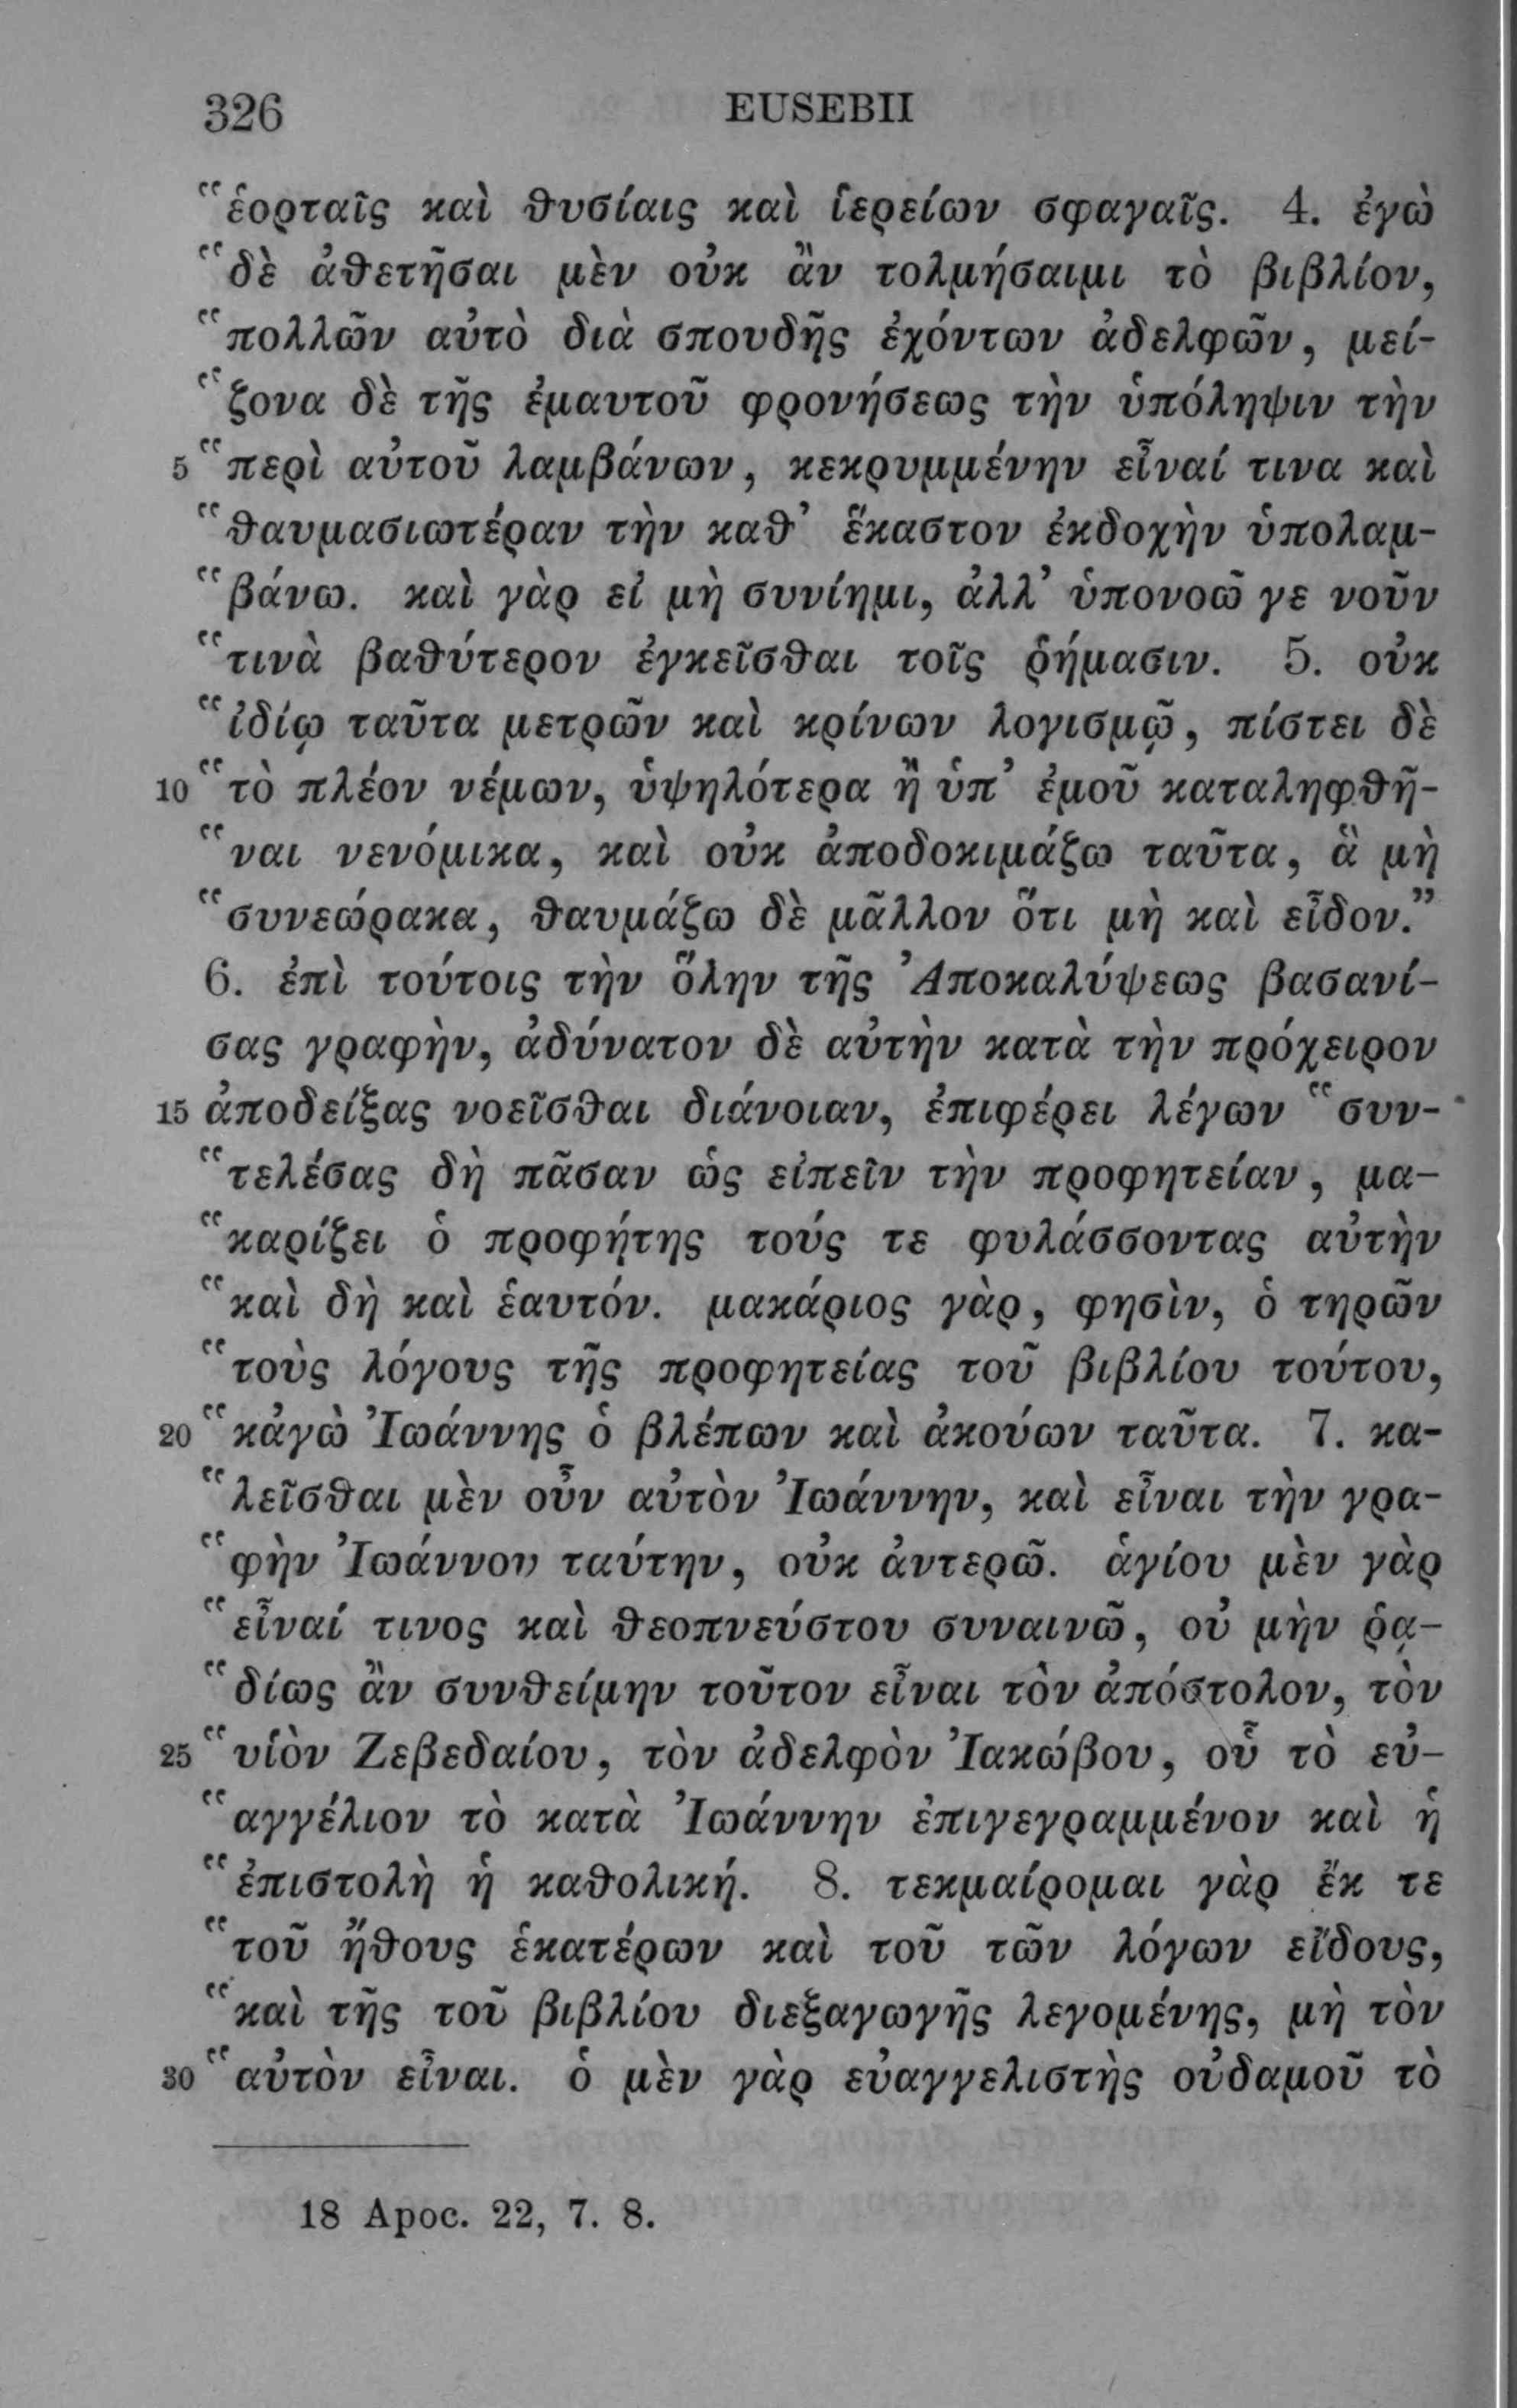 326 EUSEBII
“ἑορταῖς καὶ θυσίαις καὶ ἱερείων σφαγαῖς. 4. ἐγὼ
“δὲ ἀθετῆσαι μὲν οὐκ ἂν τολμήσαιμι τὸ βιβλίον,
“πολλῶν αὐτὸ διὰ σπουδῆς ἐχόντων ἀδελφῶν, μεί-
“ζονα δὲ τῆς ἐμαυτοῦ φρονήσεως τὴν ὑπόληψιν τὴν
5 “περὶ αὐτοῦ λαμβάνων, κεκρυμμένην εἶναί τινα καὶ
“θαυμασιωτέραν τὴν καθ’ ἕκαστον ἐκδοχὴν ὑπολαμ-
“βάνω. καὶ γὰρ εἰ μὴ συνίημι, ἀλλ’ ὑπονοῶ γε νοῦν
“τινὰ βαθύτερον ἐγκεῖσθαι τοῖς ῥήμασιν. 5. οὐκ
“ἰδίῳ ταῦτα μετρῶν καὶ κρίνων λογισμῷ, πίστει δὲ
10 “τὸ πλέον νέμων, ὑψηλότερα ἢ ὑπ’ ἐμοῦ καταληφθῆ-
“ναι νενόμικα, καὶ οὐκ ἀποδοκιμάζω ταῦτα, ἃ μὴ
“συνεώρακα, θαυμάζω δὲ μᾶλλον ὅτι μὴ καὶ εἶδον.”
6. ἐπὶ τούτοις τὴν ὅλην τῆς Ἀποκαλύψεως βασανί-
σας γραφὴν, ἀδύνατον δὲ αὐτὴν κατὰ τὴν πρόχειρον
15 ἀποδείξας νοεῖσθαι διάνοιαν, ἐπιφέρει λέγων “συν-
“τελέσας δὴ πᾶσαν ὡς εἰπεῖν τὴν προφητείαν, μα-
“καρίζει ὁ προφήτης τούς τε φυλάσσοντας αὐτὴν
“καὶ δὴ καὶ ἑαυτόν. μακάριος γὰρ, φησὶν, ὁ τηρῶν
“τοὺς λόγους τῆς προφητείας τοῦ βιβλίου τούτου,
20 “κἀγὼ Ἰωάννης ὁ βλέπων καὶ ἀκούων ταῦτα. 7. κα-
“λεῖσθαι μὲν οὖν αὐτὸν Ἰωάννην, καὶ εἶναι τὴν γρα-
“φὴν Ἰωάννου ταύτην, οὐκ ἀντερῶ. ἁγίου μὲν γὰρ
“εἶναί τινος καὶ θεοπνεύστου συναινῶ, οὐ μὴν ῥᾳ-
“δίως ἂν συνθείμην τοῦτον εἶναι τὸν ἀπόστολον, τὸν
25 “υἱὸν Ζεβεδαίου, τὸν ἀδελφὸν Ἰακώβου, οὗ τὸ εὐ-
“αγγέλιον τὸ κατὰ Ἰωάννην ἐπιγεγραμμένον καὶ ἡ
“ἐπιστολὴ ἡ καθολική. 8. τεκμαίρομαι γὰρ ἔκ τε
“τοῦ ἤθους ἑκατέρων καὶ τοῦ τῶν λόγων εἴδους,
“καὶ τῆς τοῦ βιβλίου διεξαγωγῆς λεγομένης, μὴ τὸν
30 “αὐτὸν εἶναι. ὁ μὲν γὰρ εὐαγγελιστὴς οὐδαμοῦ τὸ
18 Apoc. 22, 7. 8.